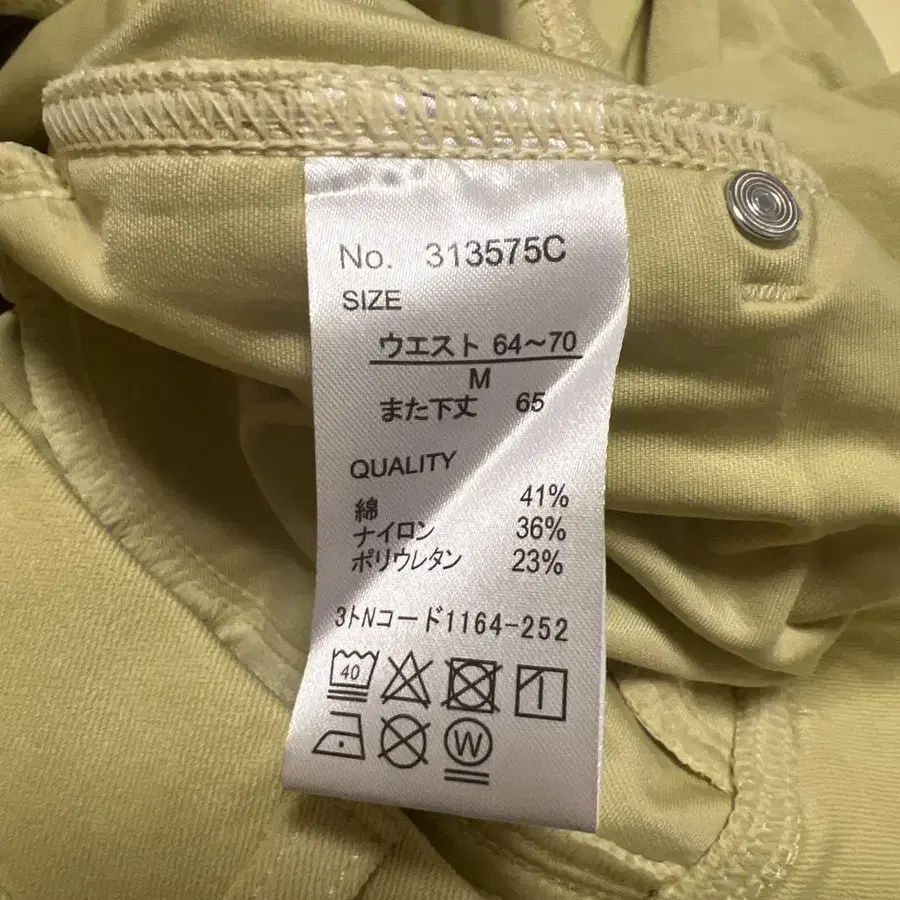 No. 313575C
SIZE
ウエスト 64～70
M
また下丈 65
QUALITY
綿 41%
ナイロン 36%
ポリウレタン 23%
3トNコード1164-252
40
W